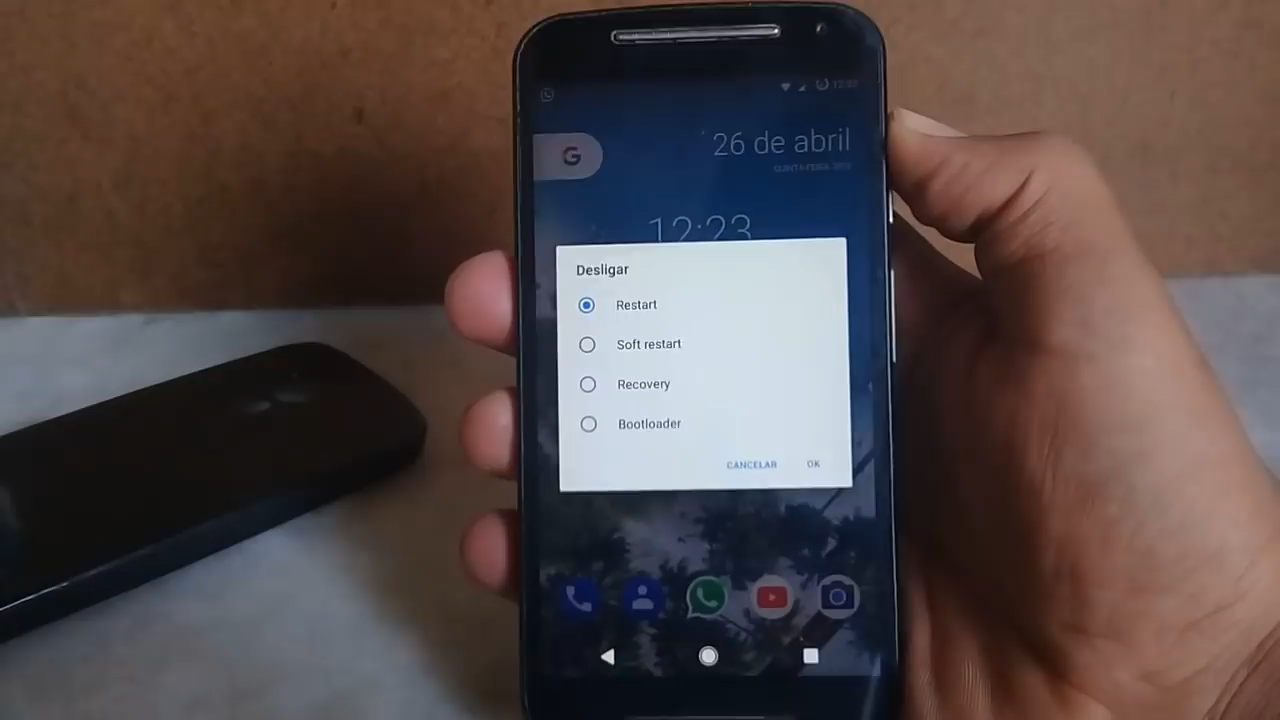 26 de abril
12:23
Desligar
Restart
Soft restart
Recovery
Bootloader
CANCELAR OK